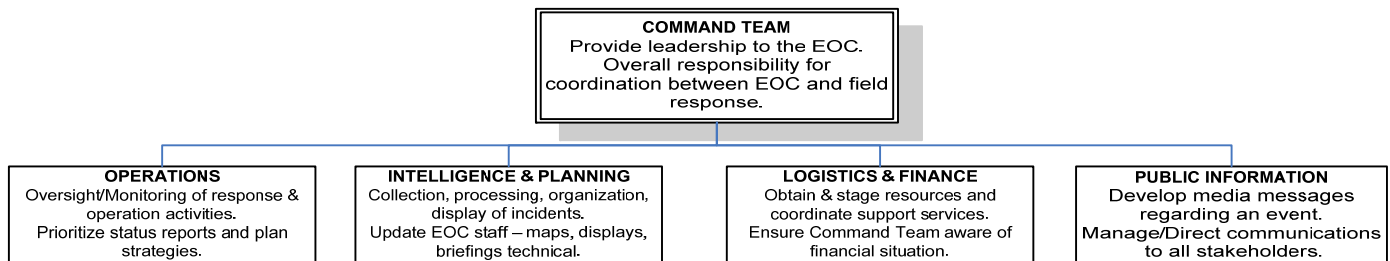 COMMAND TEAM
Provide leadership to the EOC.
Overall responsibility for
coordination between EOC and field
response.
OPERATIONS
Oversight/Monitoring of response &
operation activities.
Prioritize status reports and plan
strategies.
INTELLIGENCE & PLANNING
Collection, processing, organization,
display of incidents.
Update EOC staff – maps, displays,
briefings technical.
LOGISTICS & FINANCE
Obtain & stage resources and
coordinate support services.
Ensure Command Team aware of
financial situation.
PUBLIC INFORMATION
Develop media messages
regarding an event.
Manage/Direct communications
to all stakeholders.